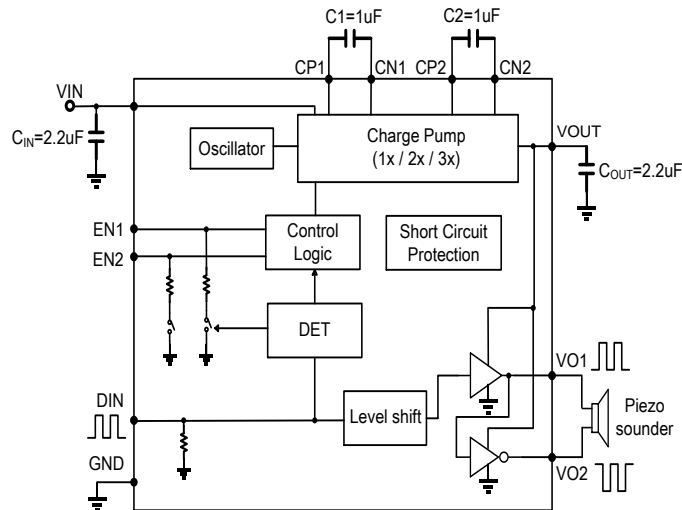 C1=1uF
C2=1uF
CP1
CN1
CP2
CN2
VIN
CIN=2.2uF
Oscillator
Charge Pump
(1x / 2x / 3x)
VOUT
COUT=2.2uF
EN1
EN2
Control
Logic
Short Circuit
Protection
DET
VO1
DIN
Level shift
Piezo
sounder
GND
VO2